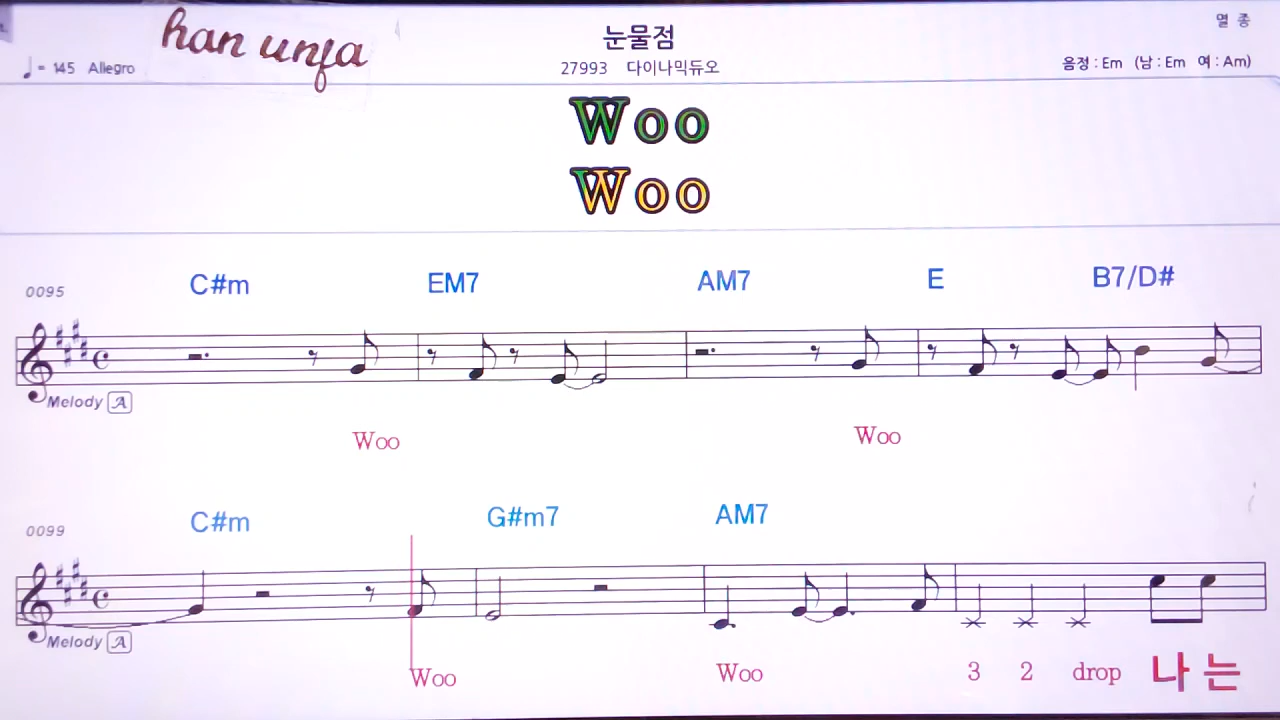 han unfa
눈물점
열 종
♩= 145 Allegro
27993 다이나믹듀오
음정 : Em (남 : Em 여 : Am)
Woo
Woo
C#m EM7 AM7 E B7/D#
0095
Melody A
Woo Woo
C#m G#m7 AM7
0099
Melody A
Woo Woo 3 2 drop 나 는